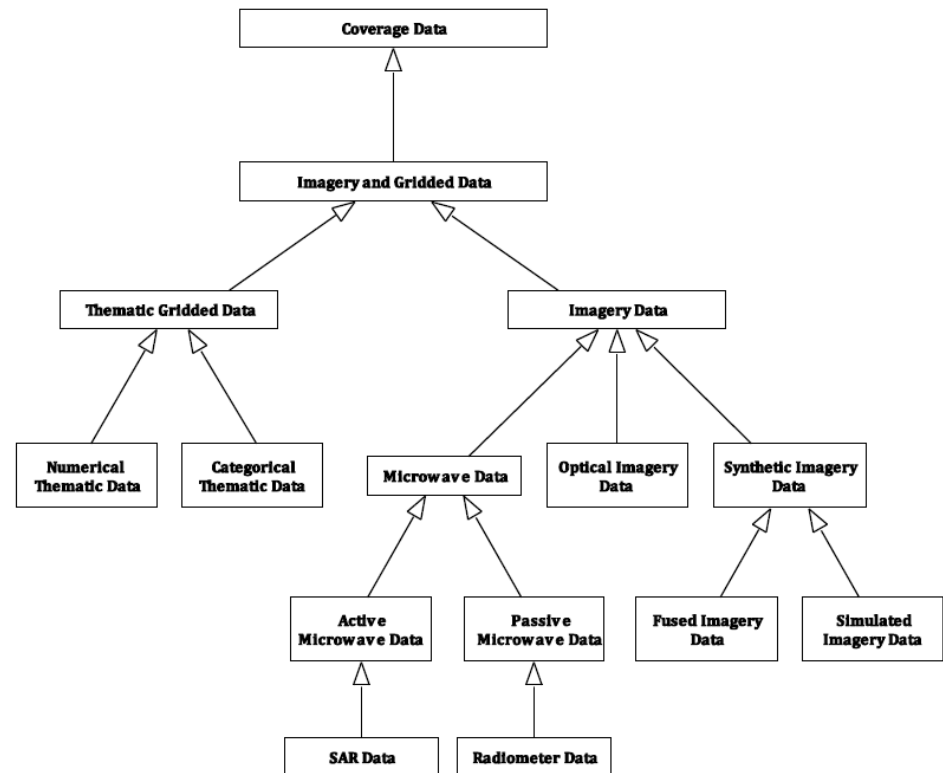 Coverage Data
Imagery and Gridded Data
Thematic Gridded Data
Imagery Data
Numerical
Thematic Data
Categorical
Thematic Data
Microwave Data
Optical Imagery
Data
Synthetic Imagery
Data
Active
Microwave Data
Passive
Microwave Data
Fused Imagery
Data
Simulated
Imagery Data
SAR Data
Radiometer Data